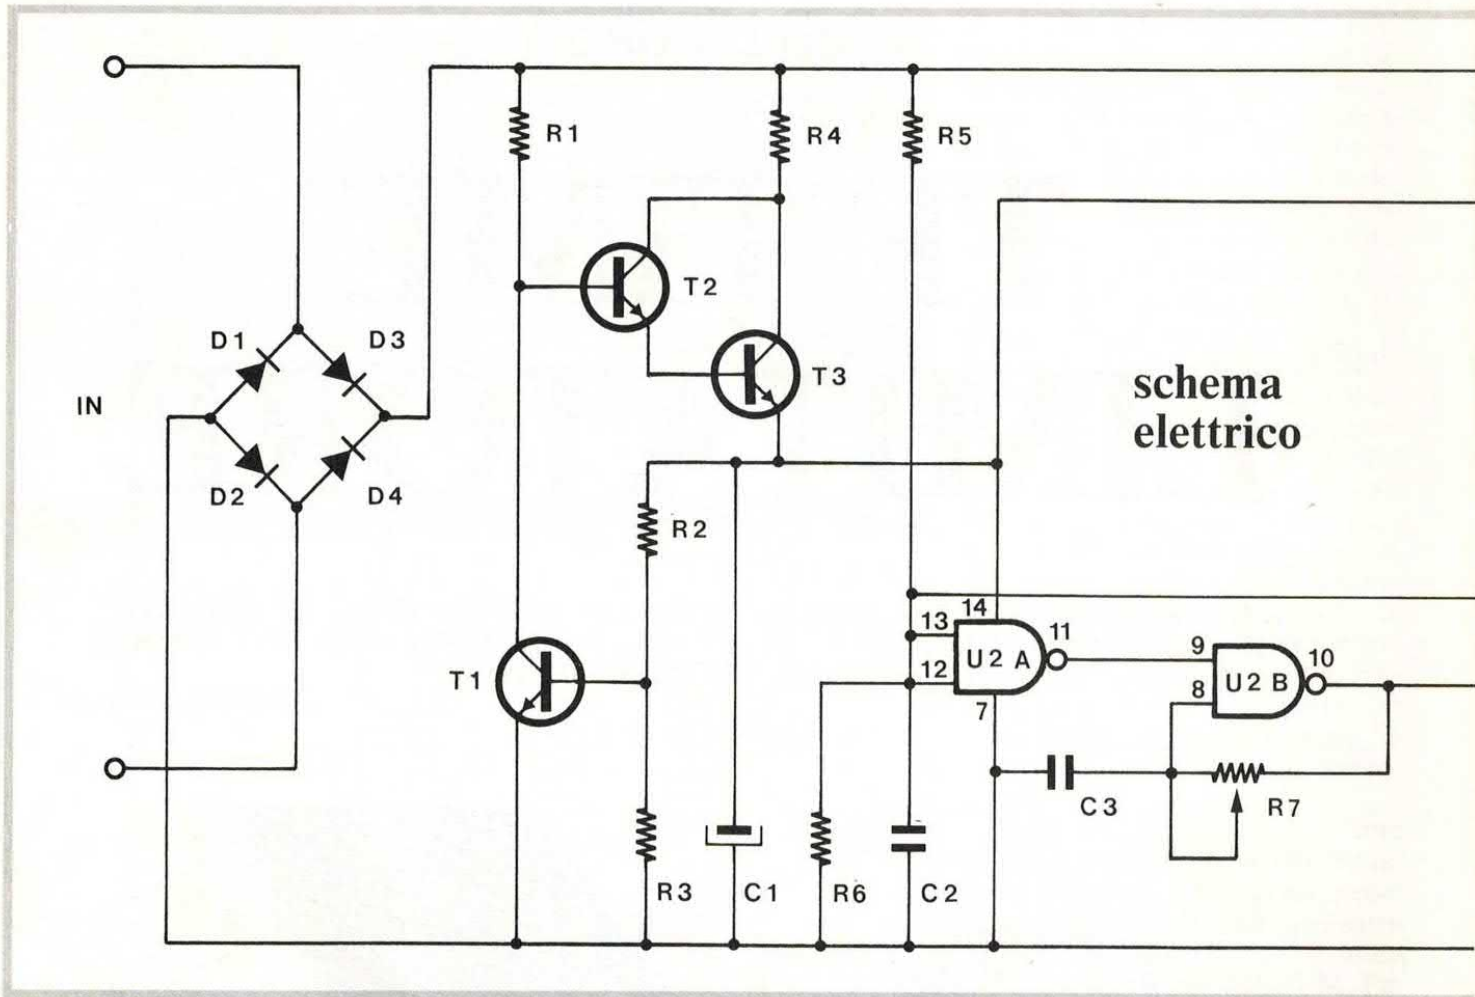 R1
R4
R5
T2
D1
D3
T3
IN
schema
elettrico
D2
D4
R2
14
13
11
U2 A
9
10
12
T1
U2 B
8
7
C3
R7
R3
C1
R6
C2